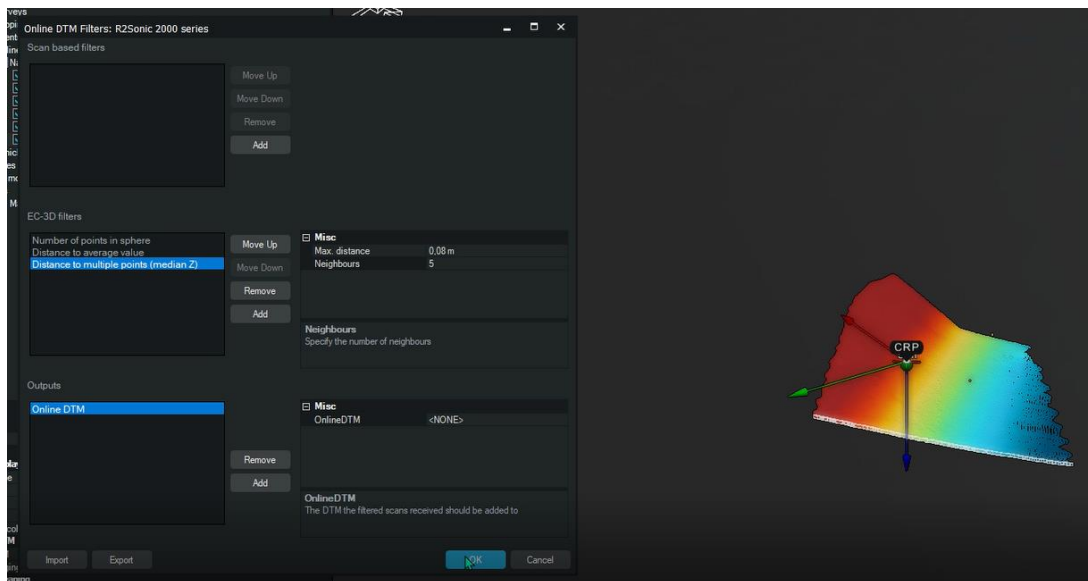 Online DTM Filters: R2Sonic 2000 series
Scan based filters
Move Up
Move Down
Remove
Add
EC-3D filters
Number of points in sphere
Distance to average value
Distance to multiple points (median Z)
Move Up
Move Down
Remove
Add
Misc
Max. distance 0,08 m
Neighbours 5
Neighbours
Specify the number of neighbours
CRP
Outputs
Online DTM
Remove
Add
Misc
OnlineDTM <NONE>
OnlineDTM
The DTM the filtered scans received should be added to
Import Export OK Cancel